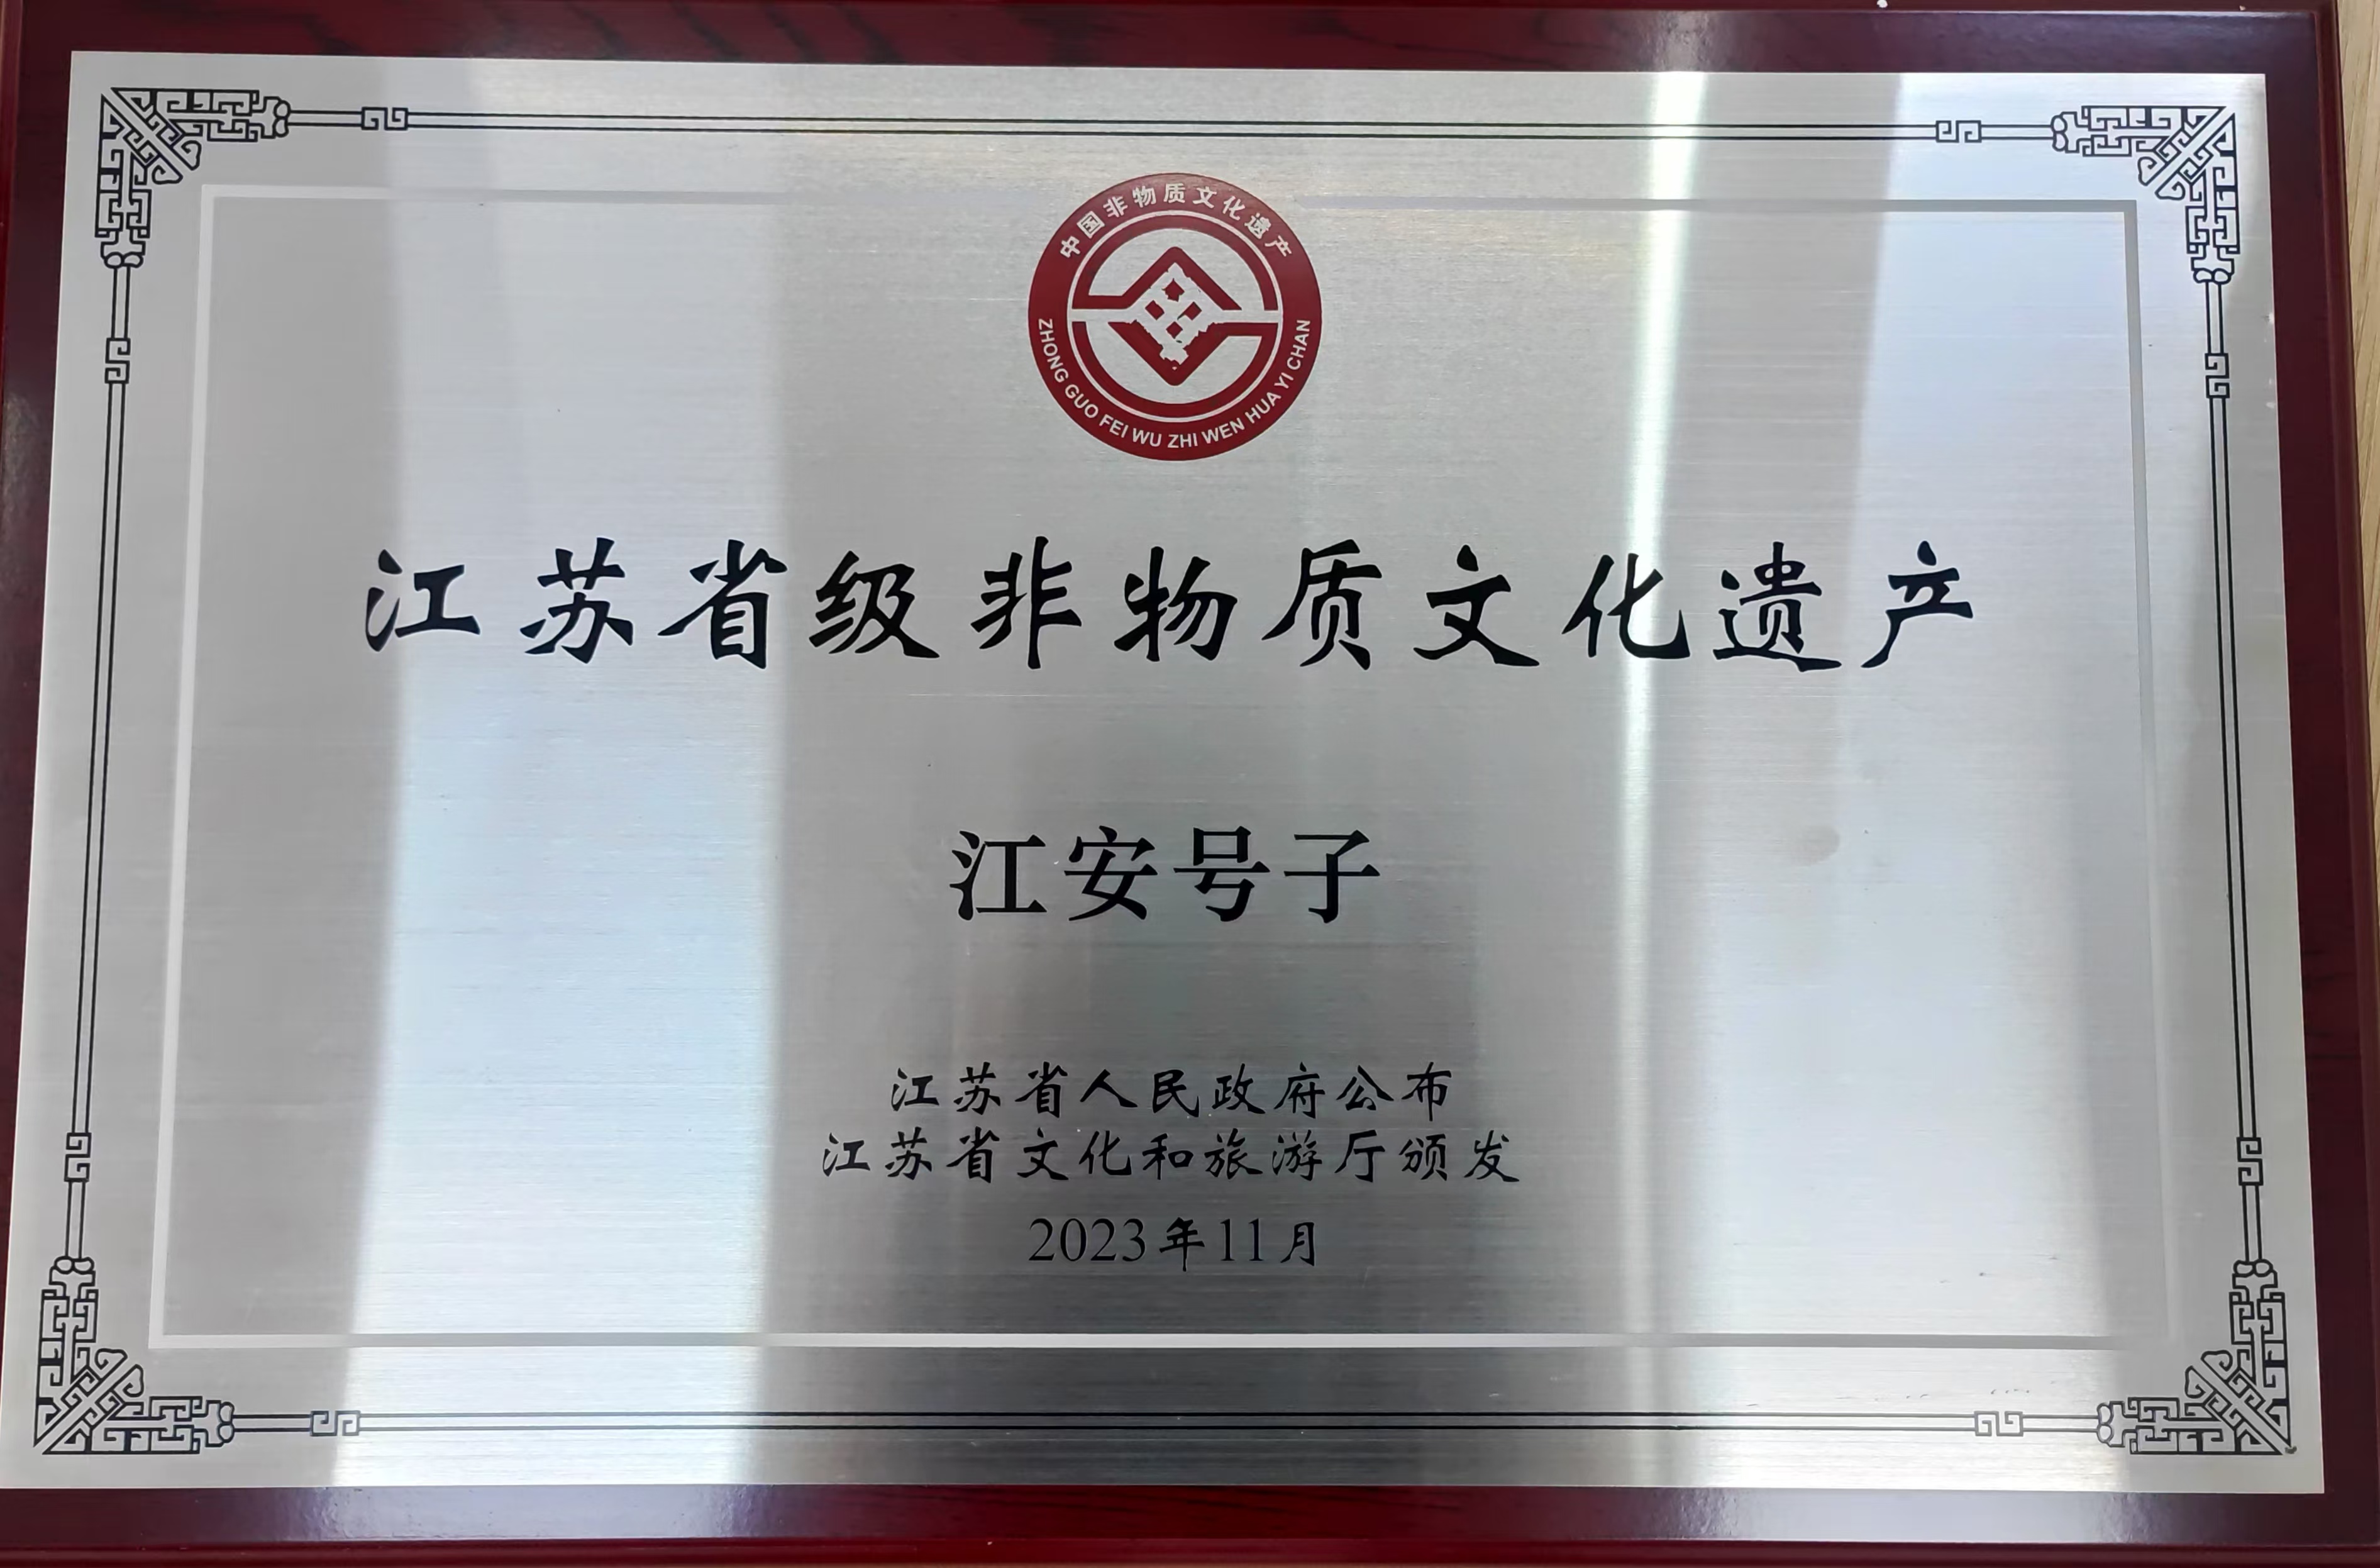 中国非物质文化遗产
ZHONG GUO FEI WU ZHI WEN HUA YI CHAN
江苏省级非物质文化遗产
江安号子
江苏省人民政府公布
江苏省文化和旅游厅颁发
2023年11月